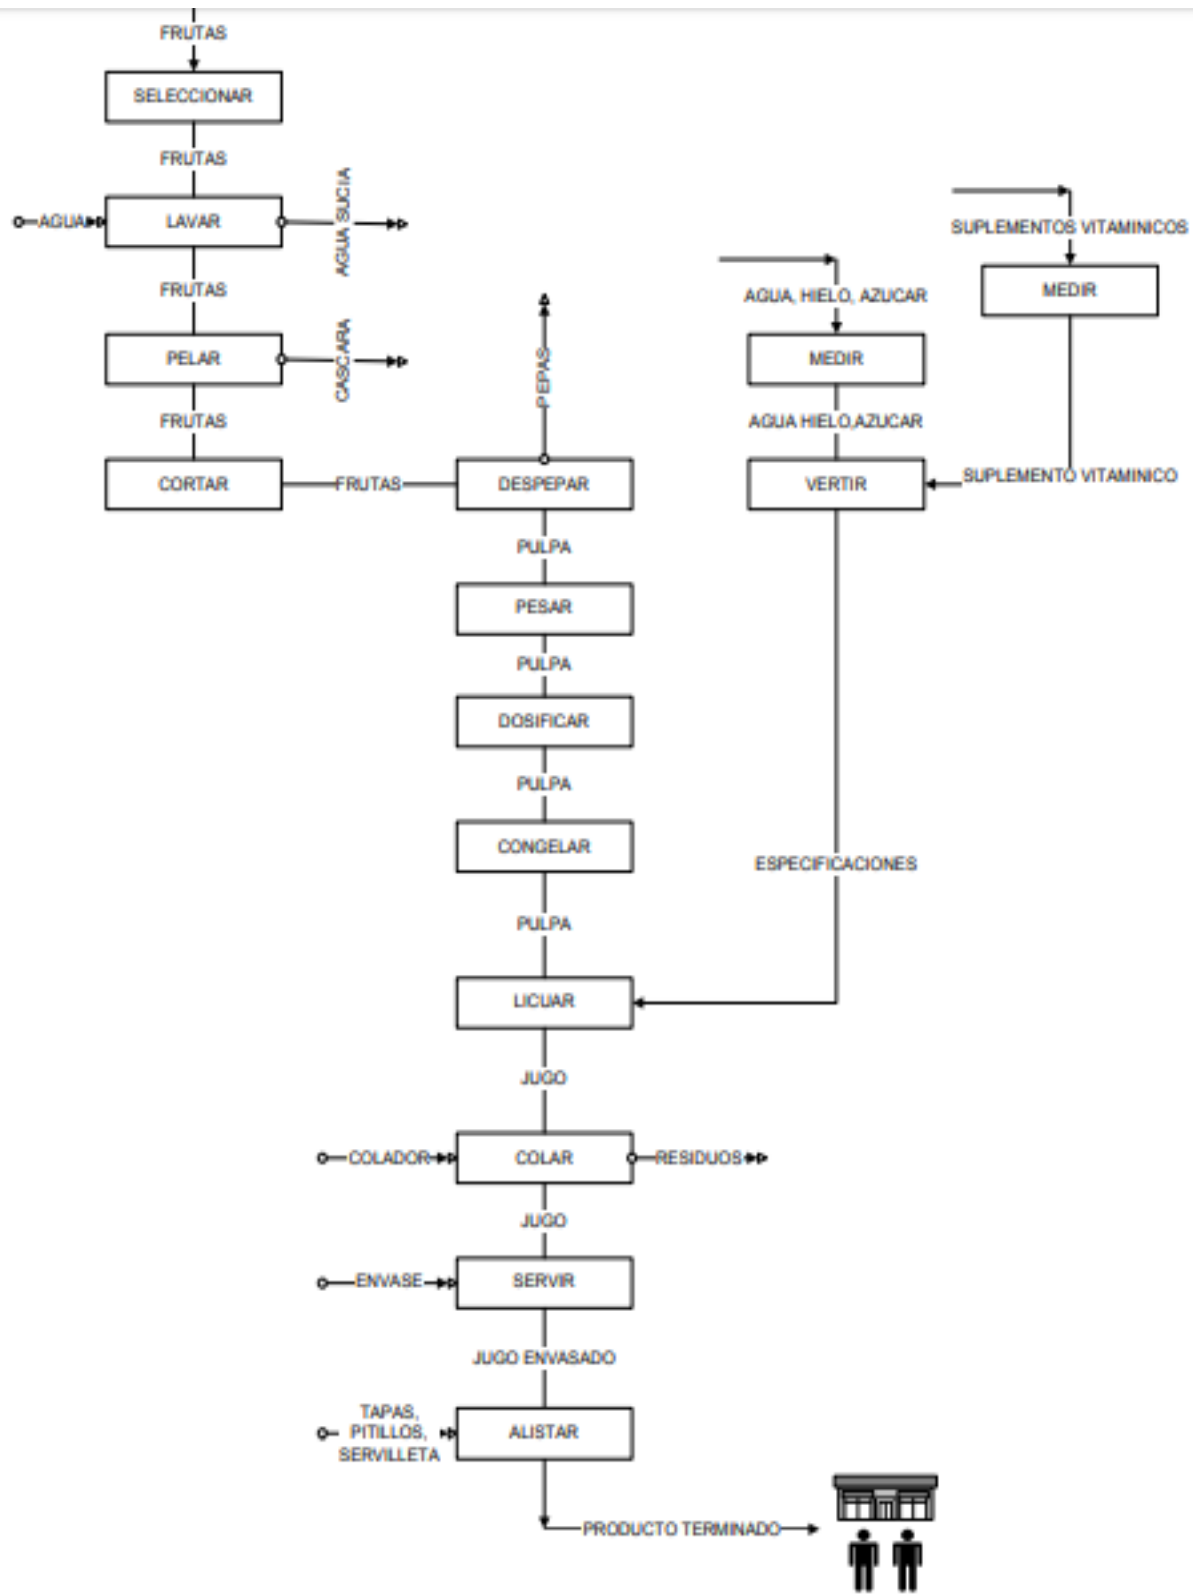 FRUTAS
SELECCIONAR
FRUTAS
AGUA
LAVAR
AGUA SUCIA
FRUTAS
PELAR
CASCARA
FRUTAS
CORTAR
FRUTAS
DESPEPAR
PEPAS
SUPLEMENTOS VITAMINICOS
MEDIR
AGUA, HIELO, AZUCAR
MEDIR
AGUA HIELO,AZUCAR
VERTIR
SUPLEMENTO VITAMINICO
PULPA
PESAR
PULPA
DOSIFICAR
PULPA
CONGELAR
ESPECIFICACIONES
PULPA
LICUAR
JUGO
COLADOR
COLAR
RESIDUOS
JUGO
ENVASE
SERVIR
JUGO ENVASADO
TAPAS,
PITILLOS,
SERVILLETA
ALISTAR
PRODUCTO TERMINADO